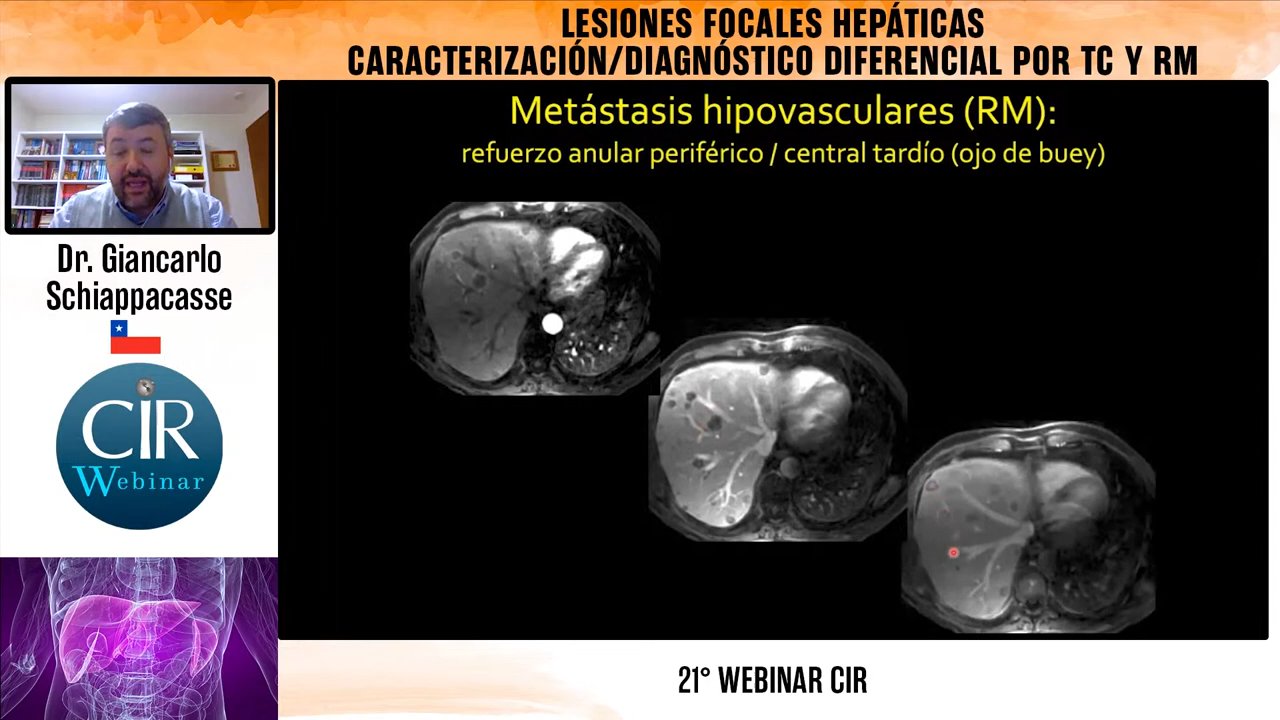 LESIONES FOCALES HEPÁTICAS
CARACTERIZACIÓN/DIAGNÓSTICO DIFERENCIAL POR TC Y RM
Metástasis hipovasculares (RM):
refuerzo anular periférico / central tardío (ojo de buey)
Dr. Giancarlo
Schiappacasse
CIR
Webinar
21° WEBINAR CIR